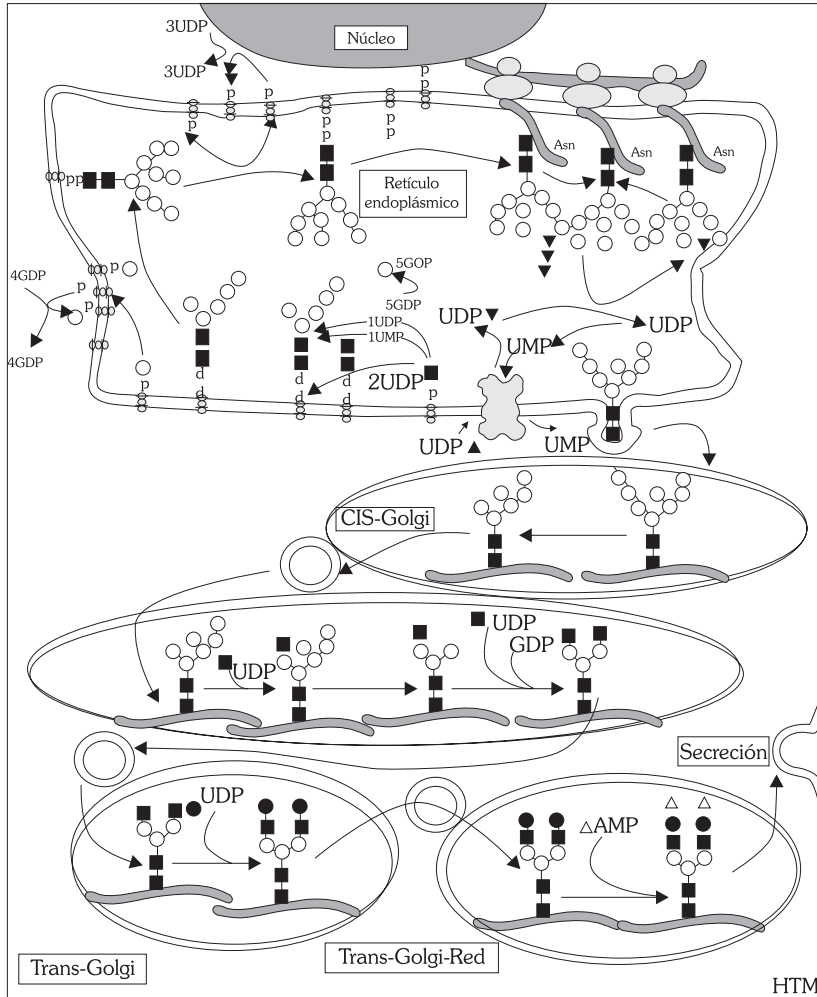 3UDP
Núcleo
3UDP
p
p
p
p
p
p
p
p
p
p
p
Asn
Asn
Asn
pp
Retículo
endoplásmico
4GDP
p
p
p
5GOP
5GDP
1UDP
1UMP
UDP
UDP
UMP
4GDP
d
d
d
d
d
d
2UDP
p
p
UDP
UMP
CIS-Golgi
UDP
GDP
UDP
Secreción
UDP
AMP
Trans-Golgi
Trans-Golgi-Red
HTM